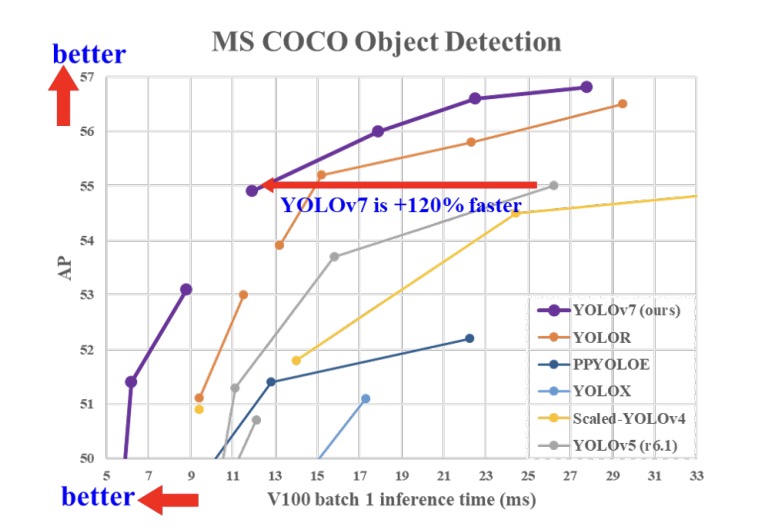 MS COCO Object Detection
better
57
56
55
54
53
52
51
50
AP
YOLOv7 is +120% faster
YOLOv7 (ours)
YOLOR
PPYOLOE
YOLOX
Scaled-YOLOv4
YOLOv5 (r6.1)
5 7 9 11 13 15 17 19 21 23 25 27 29 31 33
better
V100 batch 1 inference time (ms)